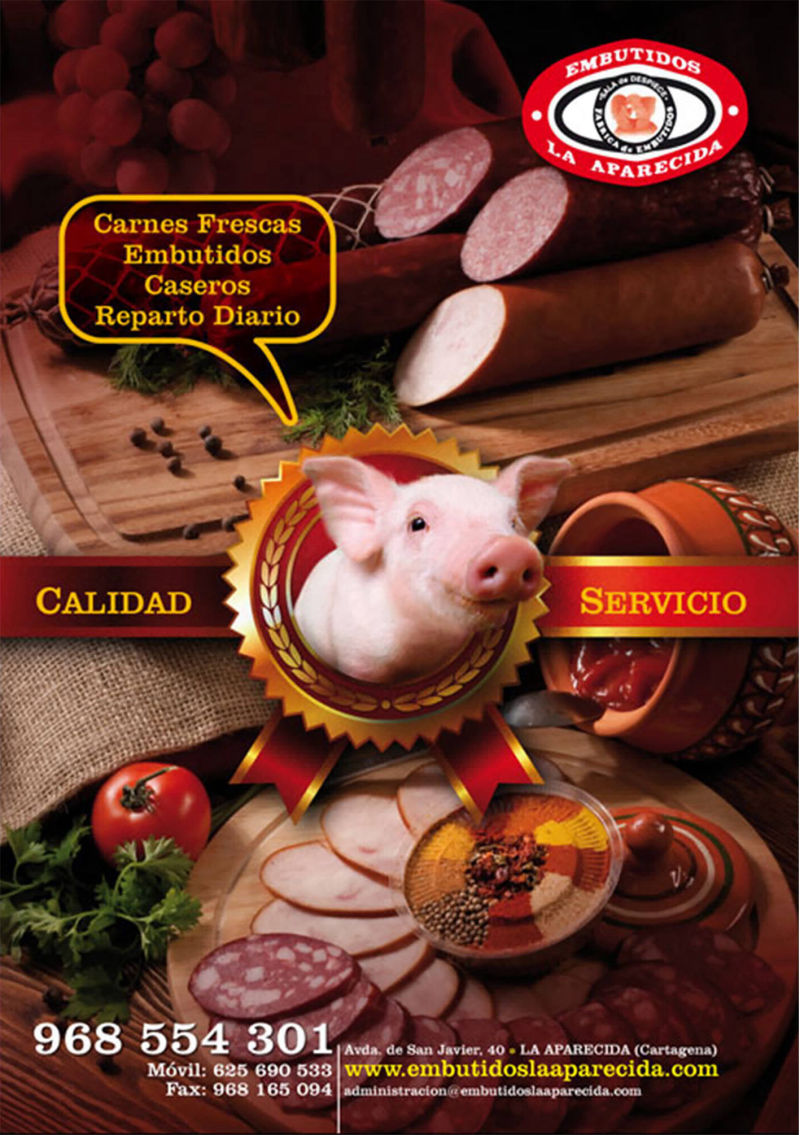 EMBUTIDOS
SALA de DESPIECE
FABRICA de EMBUTIDOS
LA APARECIDA
Carnes Frescas
Embutidos
Caseros
Reparto Diario
CALIDAD
SERVICIO
968 554 301
Móvil: 625 690 533
Fax: 968 165 094
Avda. de San Javier, 40 • LA APARECIDA (Cartagena)
www.embutidoslaaparecida.com
administracion@embutidoslaaparecida.com